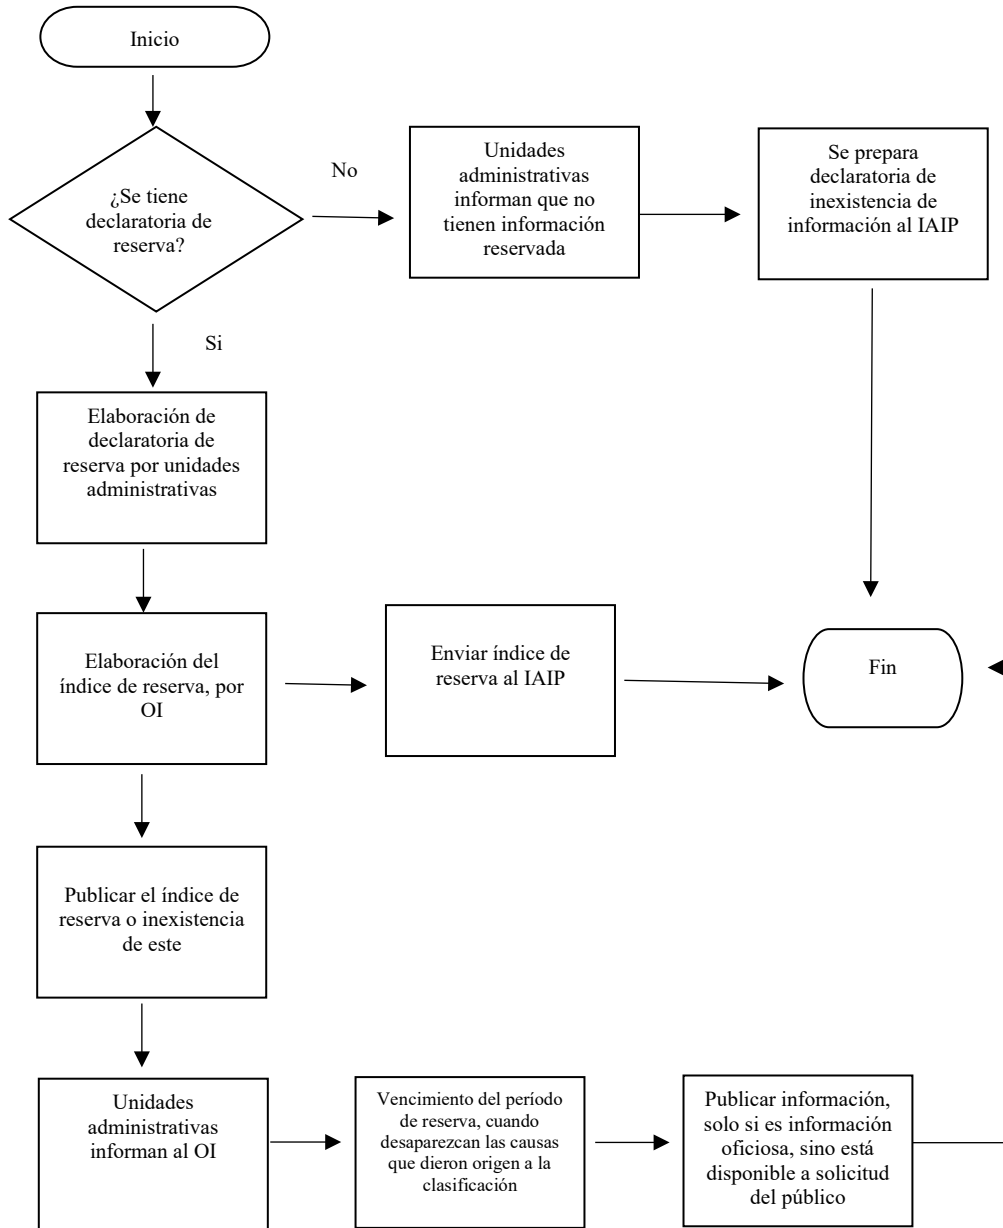 Inicio
¿Se tiene
declaratoria de
reserva?
No
Unidades
administrativas
informan que no
tienen información
reservada
Se prepara
declaratoria de
inexistencia de
información al IAIP
Si
Elaboración de
declaratoria de
reserva por unidades
administrativas
Elaboración del
índice de reserva, por
OI
Enviar índice de
reserva al IAIP
Fin
Publicar el índice de
reserva o inexistencia
de este
Unidades
administrativas
informan al OI
Vencimiento del período
de reserva, cuando
desaparezcan las causas
que dieron origen a la
clasificación
Publicar información,
solo si es información
oficiosa, sino está
disponible a solicitud
del público